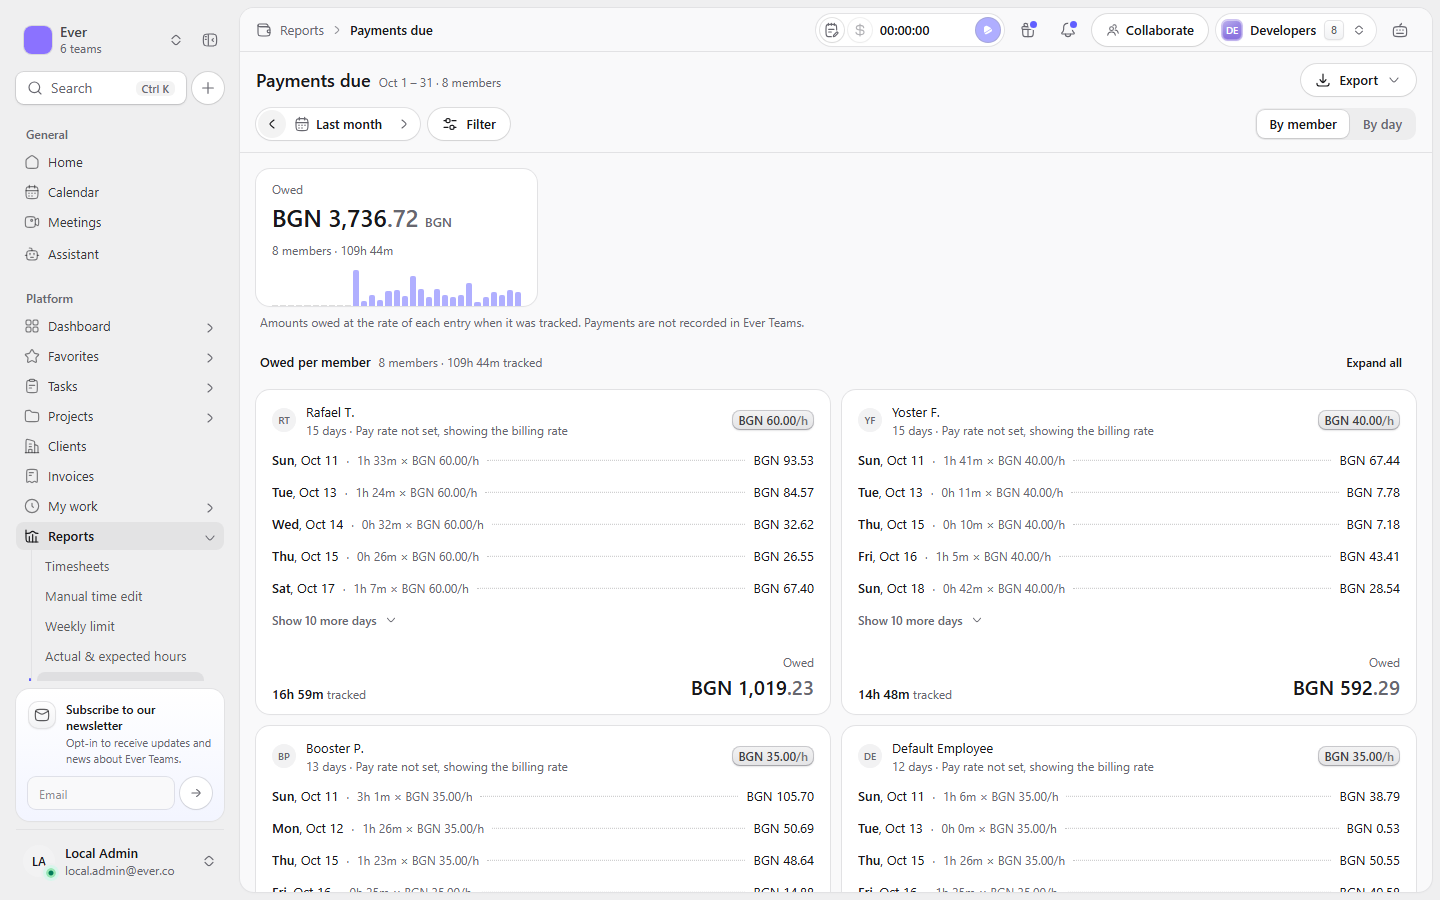 Ever
6 teams
Search
Ctrl K
General
Home
Calendar
Meetings
Assistant
Platform
Dashboard
Favorites
Tasks
Projects
Clients
Invoices
My work
Reports
Timesheets
Manual time edit
Weekly limit
Actual & expected hours
Subscribe to our newsletter
Opt-in to receive updates and news about Ever Teams.
Email
LA
Local Admin
local.admin@ever.co
Reports > Payments due
00:00:00
Collaborate
DE Developers 8
Payments due Oct 1 – 31 · 8 members
Export
Last month
Filter
By member
By day
Owed
BGN 3,736.72 BGN
8 members · 109h 44m
Amounts owed at the rate of each entry when it was tracked. Payments are not recorded in Ever Teams.
Owed per member 8 members · 109h 44m tracked
Expand all
RT
Rafael T.
15 days · Pay rate not set, showing the billing rate
BGN 60.00/h
Sun, Oct 11 · 1h 33m × BGN 60.00/h BGN 93.53
Tue, Oct 13 · 1h 24m × BGN 60.00/h BGN 84.57
Wed, Oct 14 · 0h 32m × BGN 60.00/h BGN 32.62
Thu, Oct 15 · 0h 26m × BGN 60.00/h BGN 26.55
Sat, Oct 17 · 1h 7m × BGN 60.00/h BGN 67.40
Show 10 more days
Owed
16h 59m tracked BGN 1,019.23
YF
Yoster F.
15 days · Pay rate not set, showing the billing rate
BGN 40.00/h
Sun, Oct 11 · 1h 41m × BGN 40.00/h BGN 67.44
Tue, Oct 13 · 0h 11m × BGN 40.00/h BGN 7.78
Thu, Oct 15 · 0h 10m × BGN 40.00/h BGN 7.18
Fri, Oct 16 · 1h 5m × BGN 40.00/h BGN 43.41
Sun, Oct 18 · 0h 42m × BGN 40.00/h BGN 28.54
Show 10 more days
Owed
14h 48m tracked BGN 592.29
BP
Booster P.
13 days · Pay rate not set, showing the billing rate
BGN 35.00/h
Sun, Oct 11 · 3h 1m × BGN 35.00/h BGN 105.70
Mon, Oct 12 · 1h 26m × BGN 35.00/h BGN 50.69
Thu, Oct 15 · 1h 23m × BGN 35.00/h BGN 48.64
Fri, Oct 16 · 0h 25m × BGN 35.00/h BGN 14.88
DE
Default Employee
12 days · Pay rate not set, showing the billing rate
BGN 35.00/h
Sun, Oct 11 · 1h 6m × BGN 35.00/h BGN 38.79
Tue, Oct 13 · 0h 0m × BGN 35.00/h BGN 0.53
Thu, Oct 15 · 1h 26m × BGN 35.00/h BGN 50.55
Fri, Oct 16